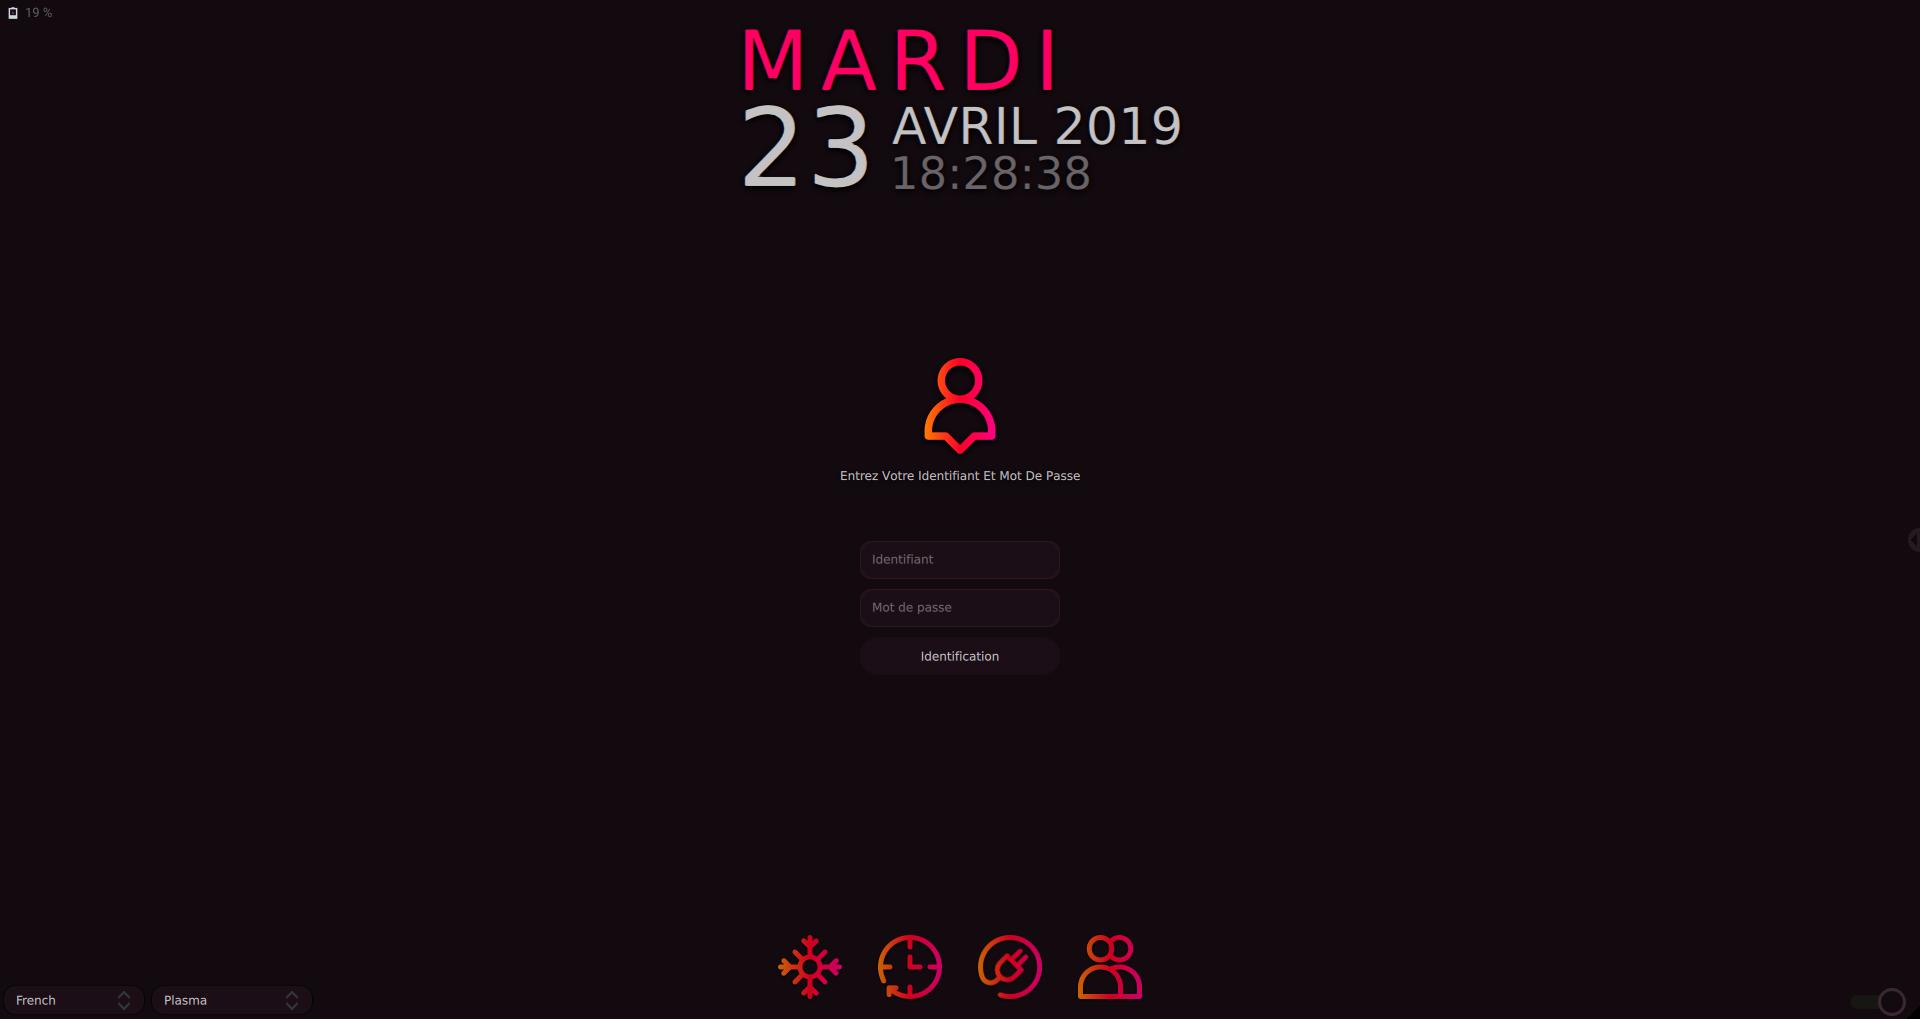 19 %
MARDI
23
AVRIL 2019
18:28:38
Entrez Votre Identifiant Et Mot De Passe
Identifiant
Mot de passe
Identification
French
Plasma